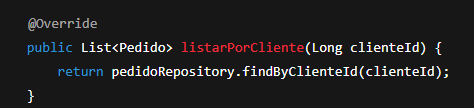 @Override
public List<Pedido> listarPorCliente(Long clienteId) {
    return pedidoRepository.findByClienteId(clienteId);
}